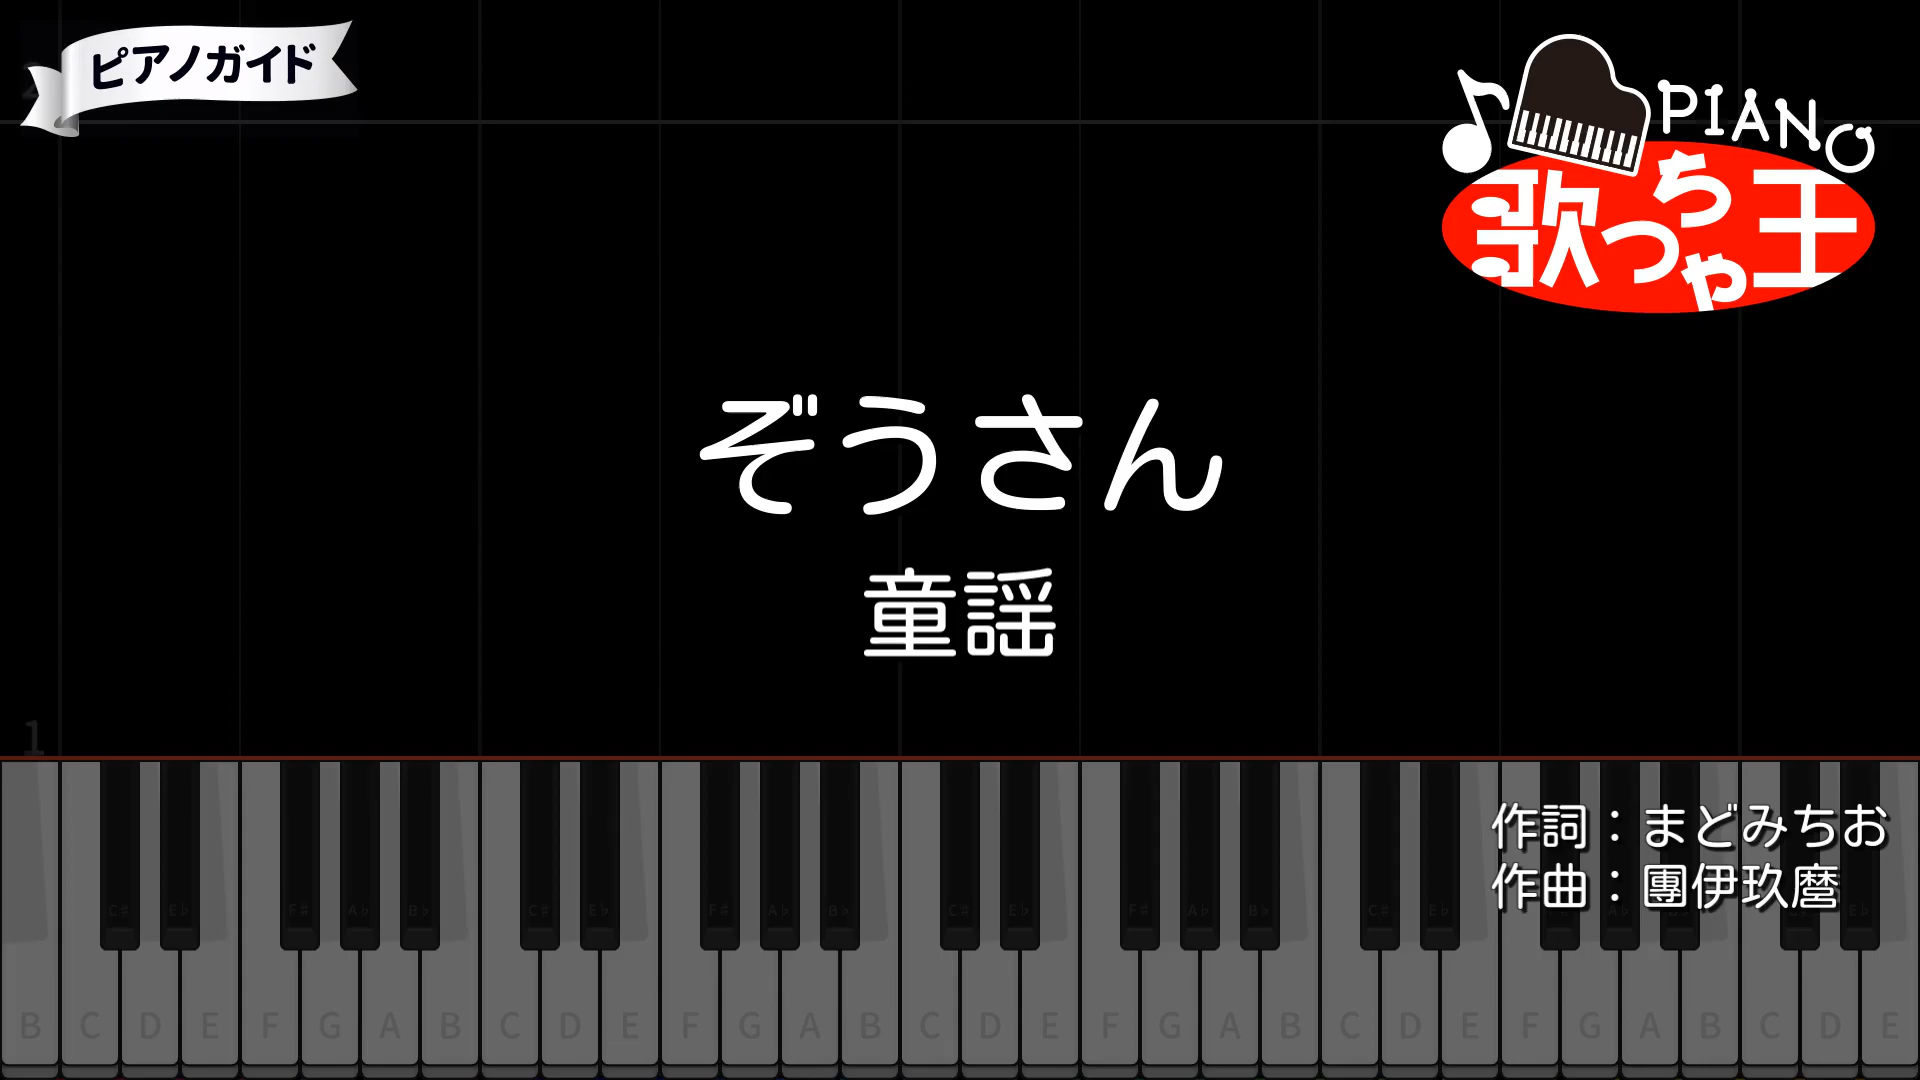 ピアノガイド
PIANO
歌っちゃ王
ぞうさん
童謡
1
作詞：まどみちお
作曲：團伊玖磨
C# E♭ F# A♭ B♭ C# E♭ F# A♭ B♭ C# E♭ F# A♭ B♭ C# E♭ E♭
B C D E F G A B C D E F G A B C D E F G A B C D E F G A B C D E